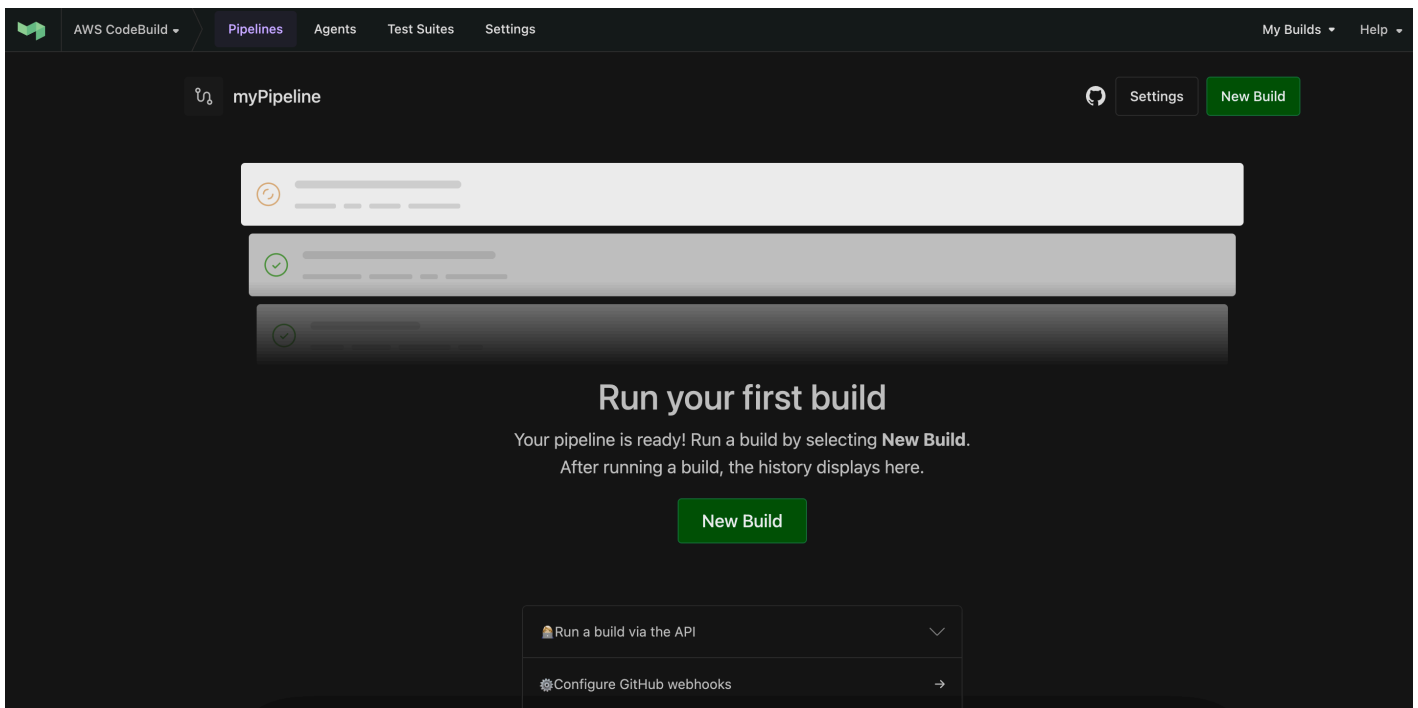 AWS CodeBuild
Pipelines
Agents
Test Suites
Settings
My Builds
Help
myPipeline
Settings
New Build
Run your first build
Your pipeline is ready! Run a build by selecting New Build.
After running a build, the history displays here.
New Build
Run a build via the API
Configure GitHub webhooks